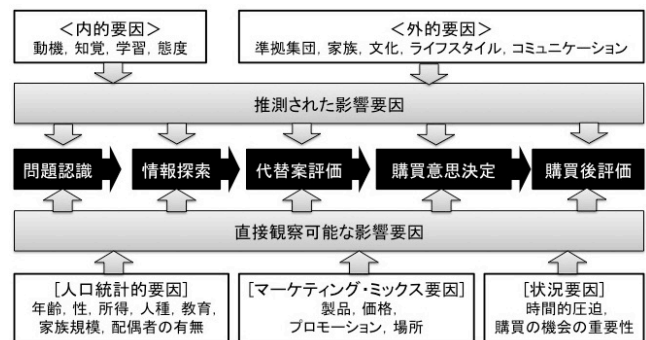 <内的要因>
動機, 知覚, 学習, 態度
<外的要因>
準拠集団, 家族, 文化, ライフスタイル, コミュニケーション
推測された影響要因
問題認識
情報探索
代替案評価
購買意思決定
購買後評価
直接観察可能な影響要因
[人口統計的要因]
年齢, 性, 所得, 人種, 教育,
家族規模, 配偶者の有無
[マーケティング・ミックス要因]
製品, 価格,
プロモーション, 場所
[状況要因]
時間的圧迫,
購買の機会の重要性